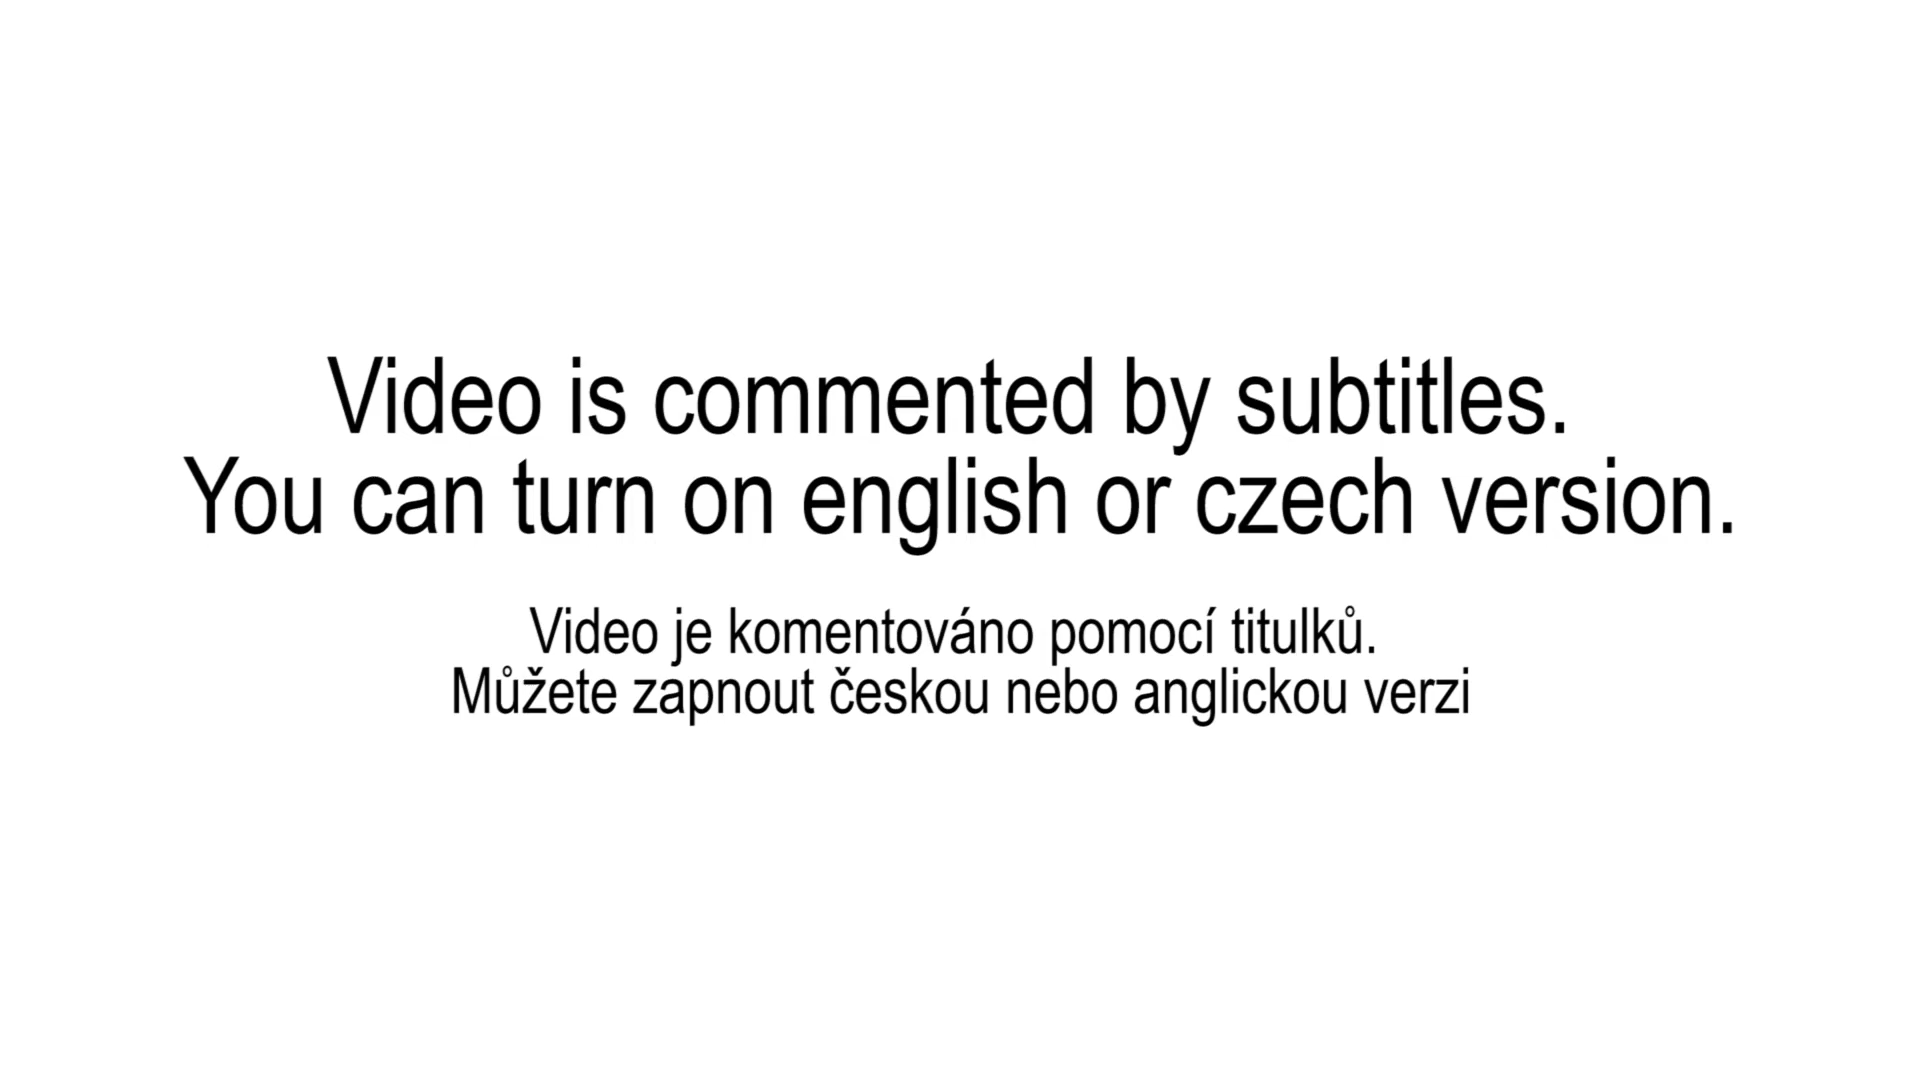 Video is commented by subtitles.
You can turn on english or czech version.
Video je komentováno pomocí titulků.
Můžete zapnout českou nebo anglickou verzi